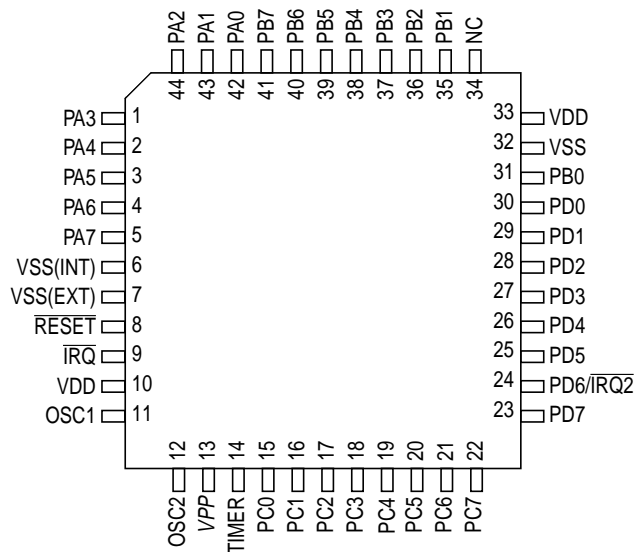 PA2 PA1 PA0 PB7 PB6 PB5 PB4 PB3 PB2 PB1 NC
44 43 42 41 40 39 38 37 36 35 34
PA3 1 33 VDD
PA4 2 32 VSS
PA5 3 31 PB0
PA6 4 30 PD0
PA7 5 29 PD1
VSS(INT) 6 28 PD2
VSS(EXT) 7 27 PD3
RESET 8 26 PD4
IRQ 9 25 PD5
VDD 10 24 PD6/IRQ2
OSC1 11 23 PD7
12 13 14 15 16 17 18 19 20 21 22
OSC2 VPP TIMER PC0 PC1 PC2 PC3 PC4 PC5 PC6 PC7